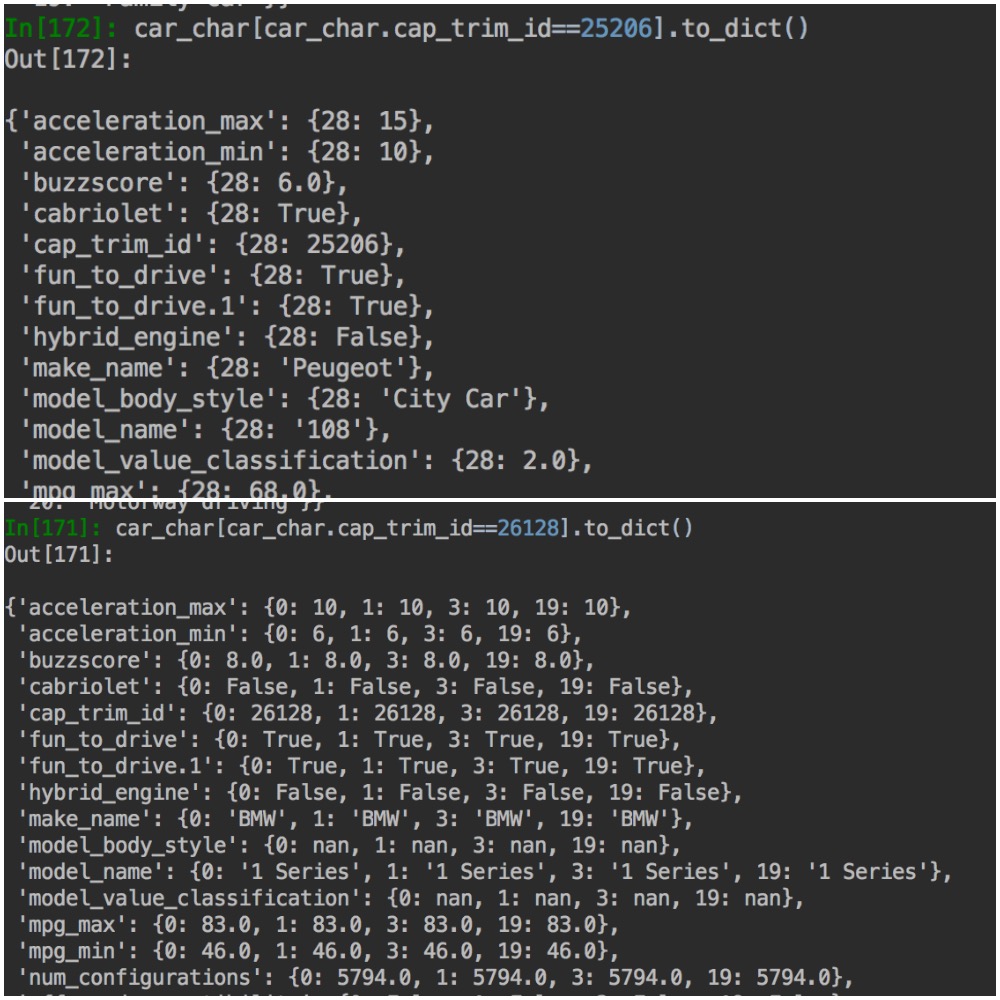 In[172]: car_char[car_char.cap_trim_id==25206].to_dict()
Out[172]:
{'acceleration_max': {28: 15},
'acceleration_min': {28: 10},
'buzzscore': {28: 6.0},
'cabriolet': {28: True},
'cap_trim_id': {28: 25206},
'fun_to_drive': {28: True},
'fun_to_drive.1': {28: True},
'hybrid_engine': {28: False},
'make_name': {28: 'Peugeot'},
'model_body_style': {28: 'City Car'},
'model_name': {28: '108'},
'model_value_classification': {28: 2.0},
'mpg_max': {28: 68.0},
20: 'Motorway driving'}}
In[171]: car_char[car_char.cap_trim_id==26128].to_dict()
Out[171]:
{'acceleration_max': {0: 10, 1: 10, 3: 10, 19: 10},
'acceleration_min': {0: 6, 1: 6, 3: 6, 19: 6},
'buzzscore': {0: 8.0, 1: 8.0, 3: 8.0, 19: 8.0},
'cabriolet': {0: False, 1: False, 3: False, 19: False},
'cap_trim_id': {0: 26128, 1: 26128, 3: 26128, 19: 26128},
'fun_to_drive': {0: True, 1: True, 3: True, 19: True},
'fun_to_drive.1': {0: True, 1: True, 3: True, 19: True},
'hybrid_engine': {0: False, 1: False, 3: False, 19: False},
'make_name': {0: 'BMW', 1: 'BMW', 3: 'BMW', 19: 'BMW'},
'model_body_style': {0: nan, 1: nan, 3: nan, 19: nan},
'model_name': {0: '1 Series', 1: '1 Series', 3: '1 Series', 19: '1 Series'},
'model_value_classification': {0: nan, 1: nan, 3: nan, 19: nan},
'mpg_max': {0: 83.0, 1: 83.0, 3: 83.0, 19: 83.0},
'mpg_min': {0: 46.0, 1: 46.0, 3: 46.0, 19: 46.0},
'num_configurations': {0: 5794.0, 1: 5794.0, 3: 5794.0, 19: 5794.0},